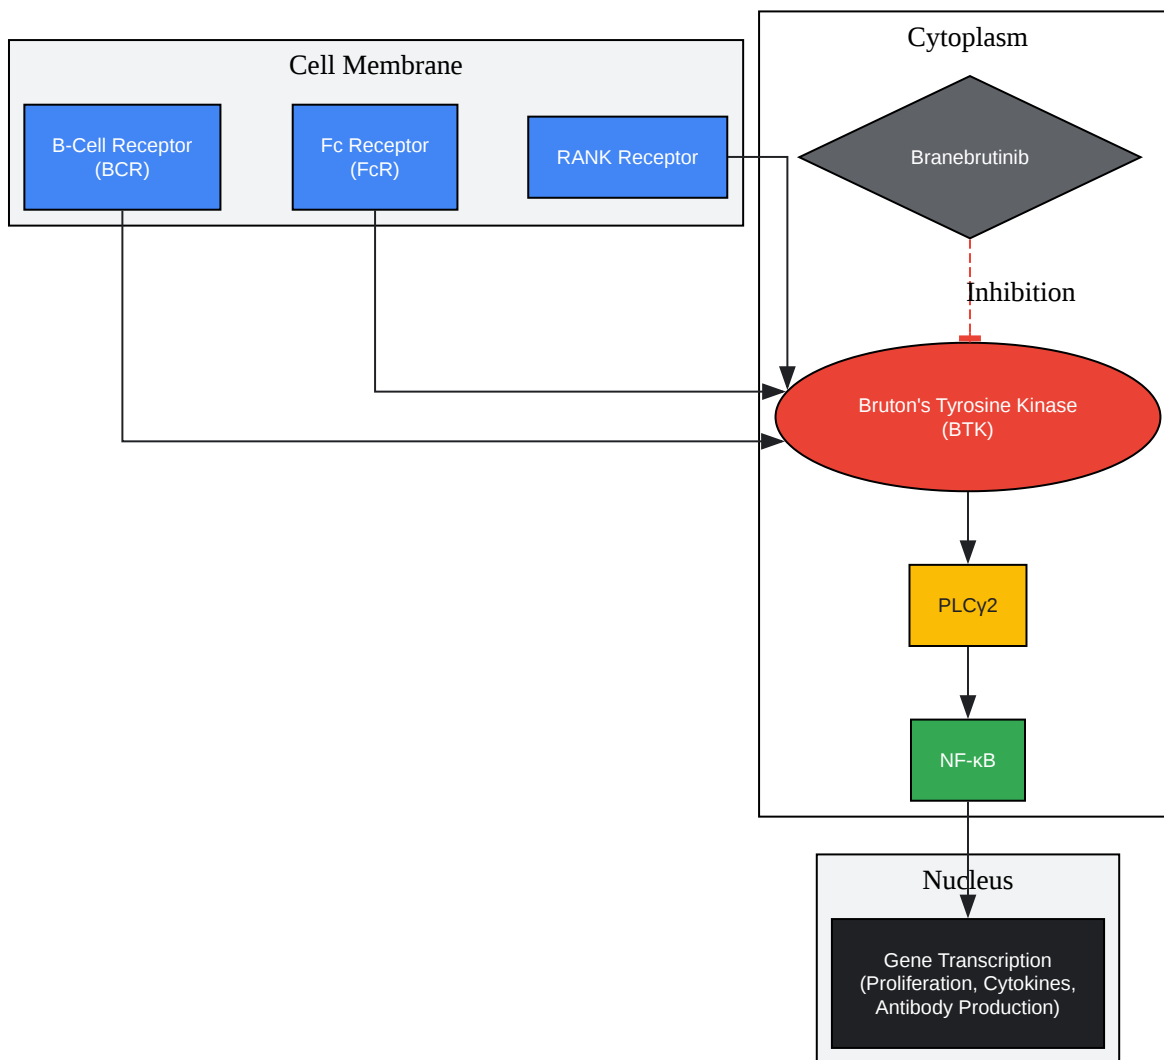 Cell Membrane
B-Cell Receptor
(BCR)
Fc Receptor
(FcR)
RANK Receptor
Cytoplasm
Branebrutinib
Inhibition
Bruton's Tyrosine Kinase
(BTK)
PLCγ2
NF-κB
Nucleus
Gene Transcription
(Proliferation, Cytokines,
Antibody Production)